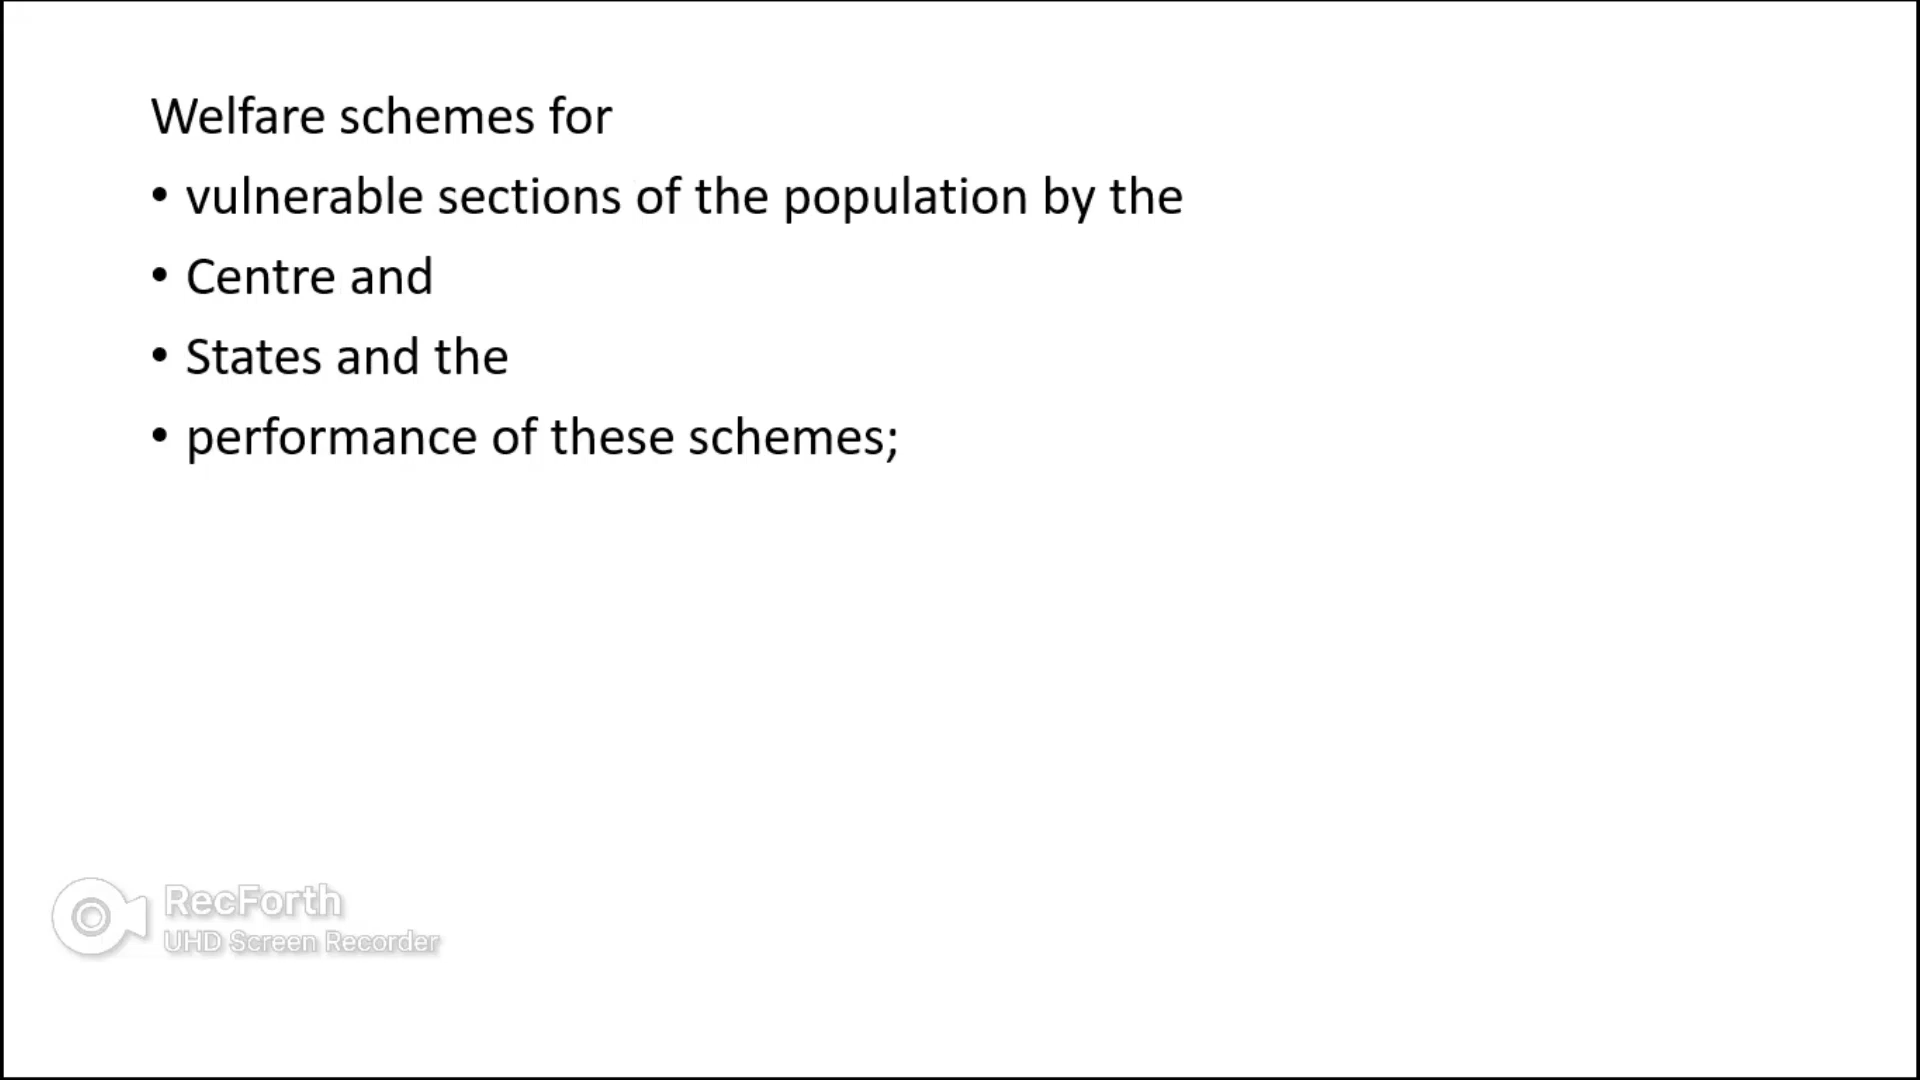 Welfare schemes for
• vulnerable sections of the population by the
• Centre and
• States and the
• performance of these schemes;
RecForth
UHD Screen Recorder